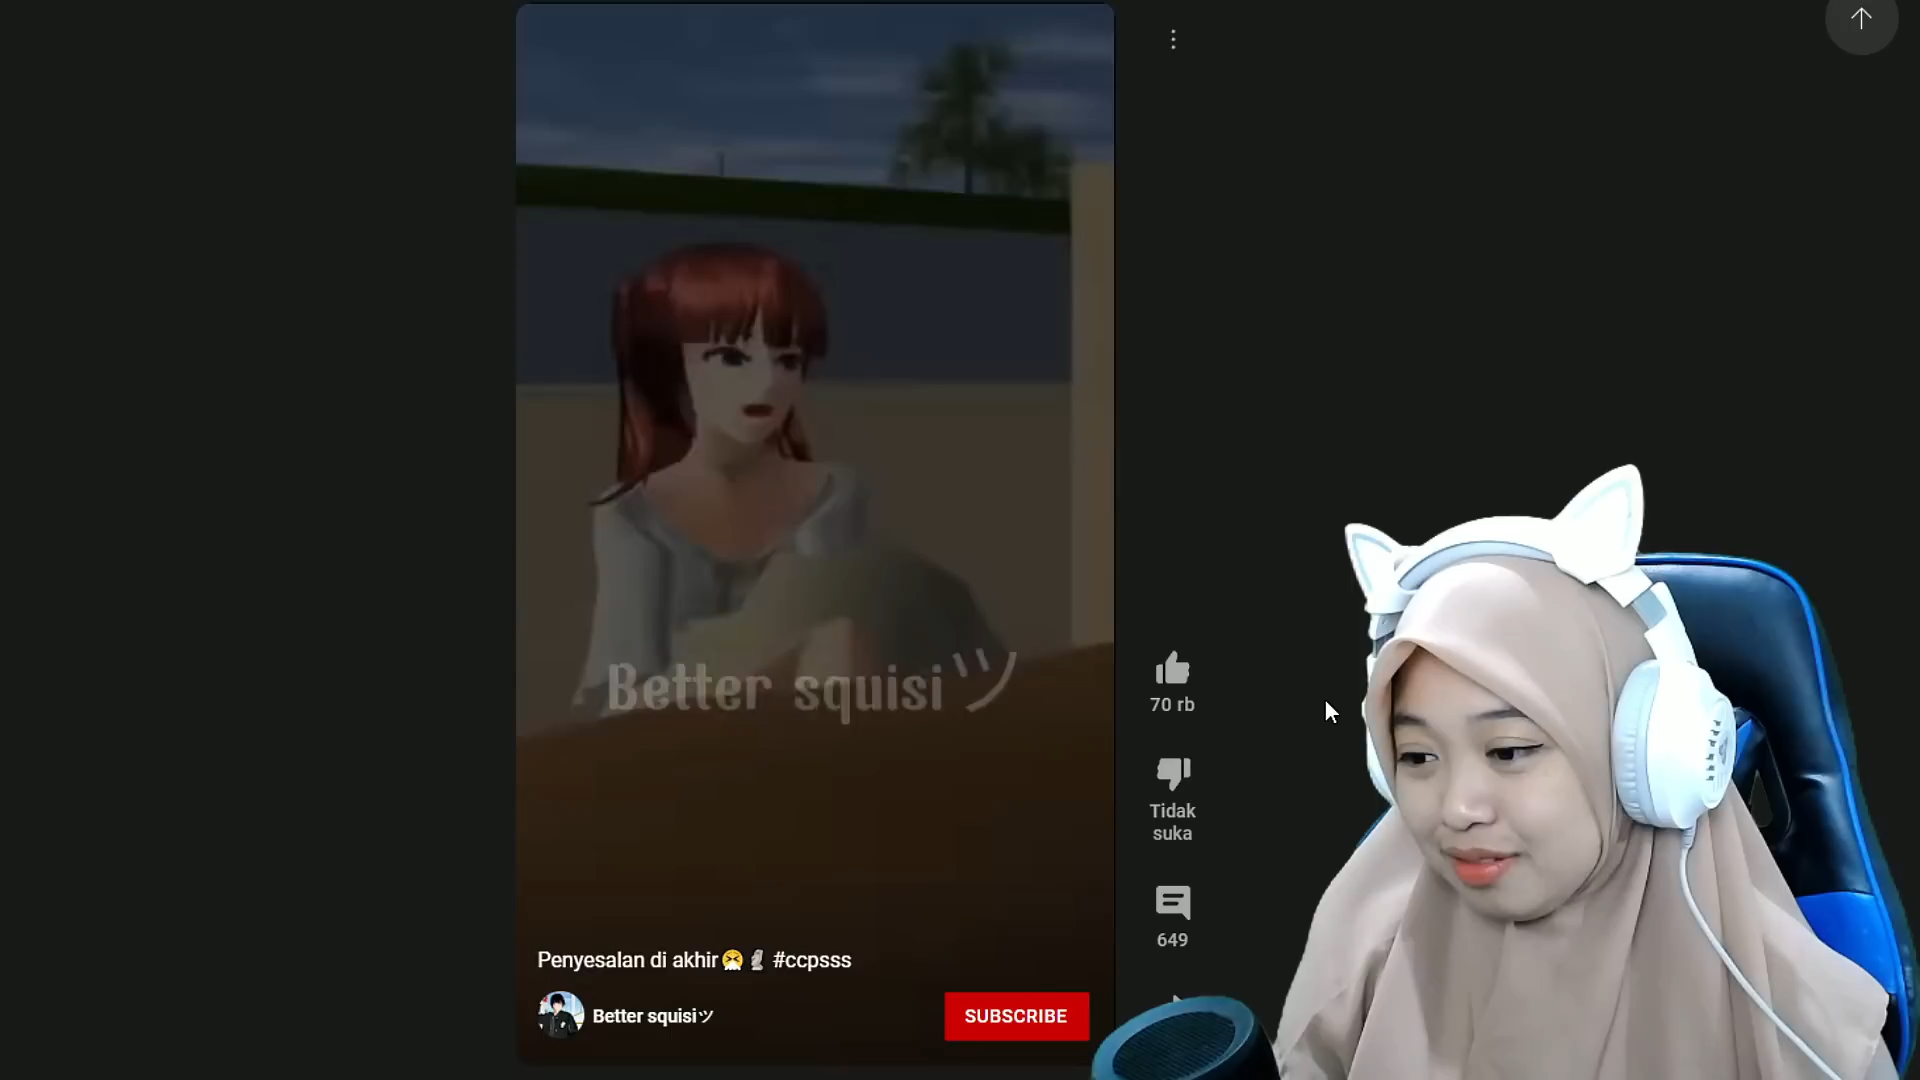 Better squisiツ
70 rb
Tidak
suka
649
Penyesalan di akhir😤🗿 #ccpsss
Better squisiツ
SUBSCRIBE